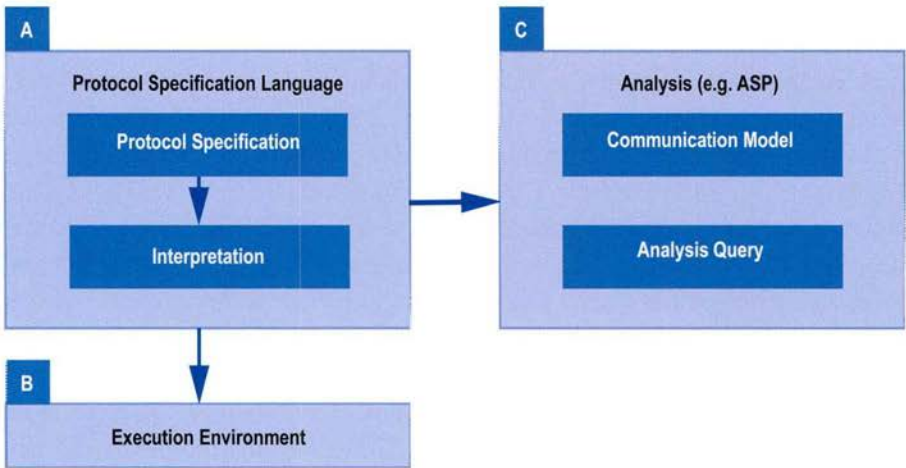 A
Protocol Specification Language
Protocol Specification
Interpretation
B
Execution Environment
C
Analysis (e.g. ASP)
Communication Model
Analysis Query